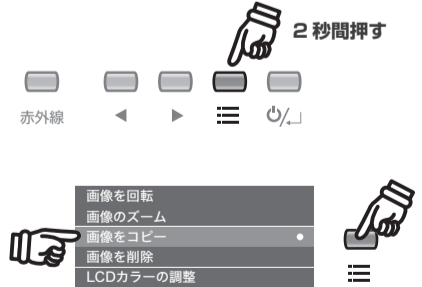 2秒間押す
赤外線
画像を回転
画像のズーム
画像をコピー
画像を削除
LCDカラーの調整